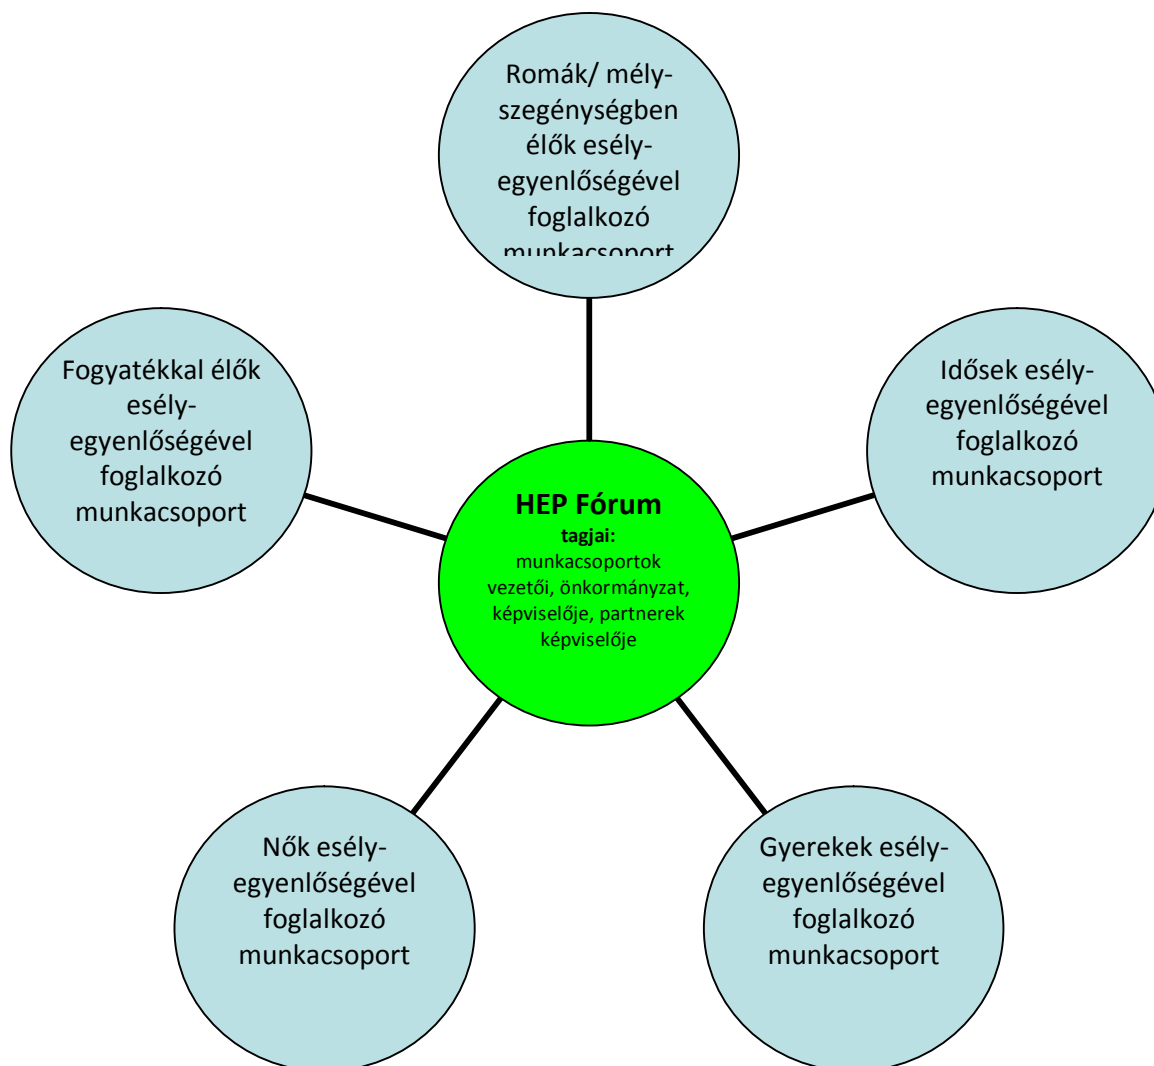 Romák/ mély-
szegénységben
élők esély-
egyenlőségével
foglalkozó
munkacsoport
Fogyatékkal élők
esély-
egyenlőségével
foglalkozó
munkacsoport
Idősek esély-
egyenlőségével
foglalkozó
munkacsoport
HEP Fórum
tagjai:
munkacsoportok
vezetői, önkormányzat,
képviselője, partnerek
képviselője
Nők esély-
egyenlőségével
foglalkozó
munkacsoport
Gyerekek esély-
egyenlőségével
foglalkozó
munkacsoport